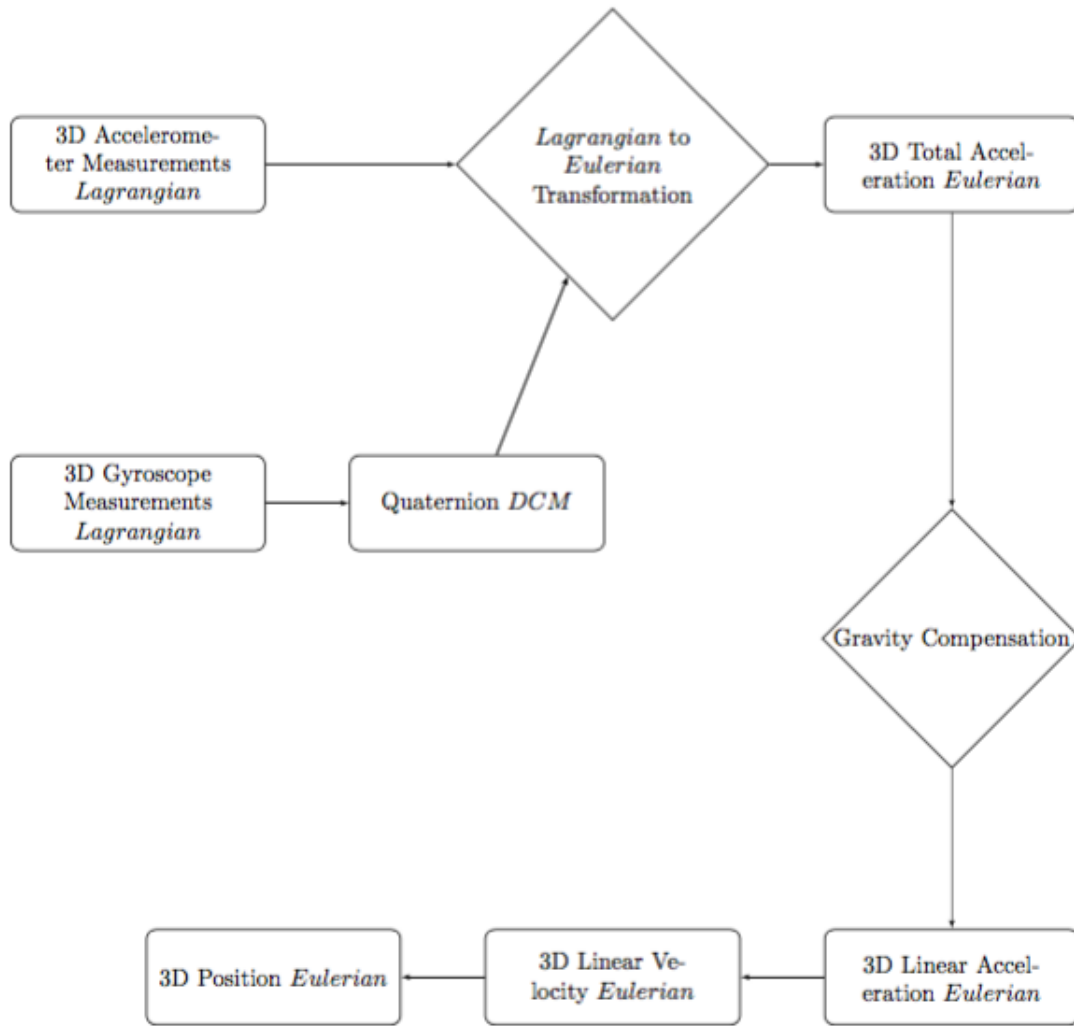 3D Accelerome-
ter Measurements
Lagrangian
Lagrangian to
Eulerian
Transformation
3D Total Accel-
eration Eulerian
3D Gyroscope
Measurements
Lagrangian
Quaternion DCM
Gravity Compensation
3D Position Eulerian
3D Linear Ve-
locity Eulerian
3D Linear Accel-
eration Eulerian